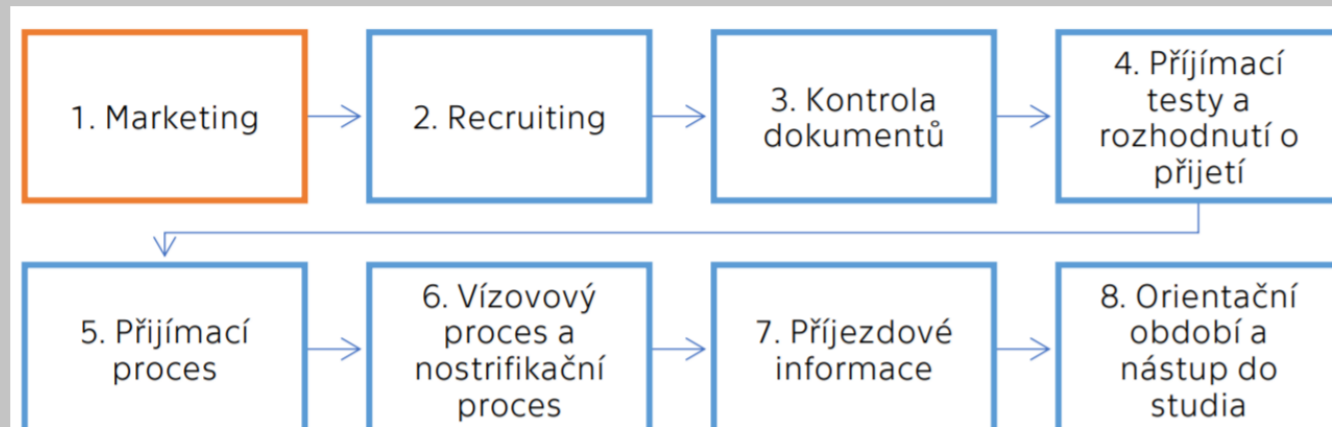 1. Marketing
2. Recruiting
3. Kontrola
dokumentů
4. Příjímací
testy a
rozhodnutí o
přijetí
5. Přijímací
proces
6. Vízovový
proces a
nostrifikační
proces
7. Příjezdové
informace
8. Orientační
období a
nástup do
studia